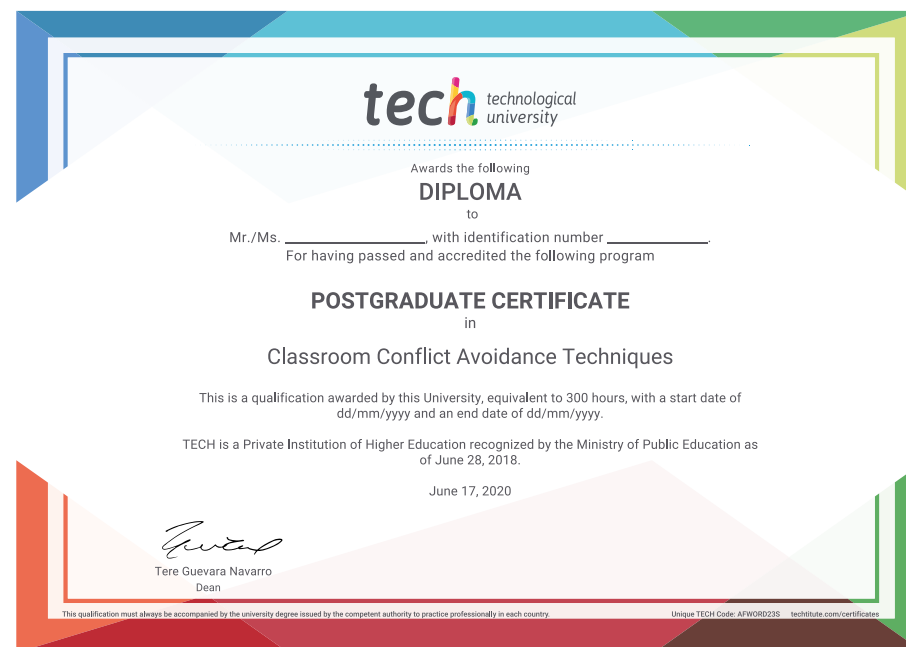 tech technological
university
Awards the following
DIPLOMA
to
Mr./Ms. ____________________, with identification number ______________.
For having passed and accredited the following program
POSTGRADUATE CERTIFICATE
in
Classroom Conflict Avoidance Techniques
This is a qualification awarded by this University, equivalent to 300 hours, with a start date of
dd/mm/yyyy and an end date of dd/mm/yyyy.
TECH is a Private Institution of Higher Education recognized by the Ministry of Public Education as
of June 28, 2018.
June 17, 2020
Tere Guevara Navarro
Dean
This qualification must always be accompanied by the university degree issued by the competent authority to practice professionally in each country. Unique TECH Code: AFWORD23S techtitute.com/certificates